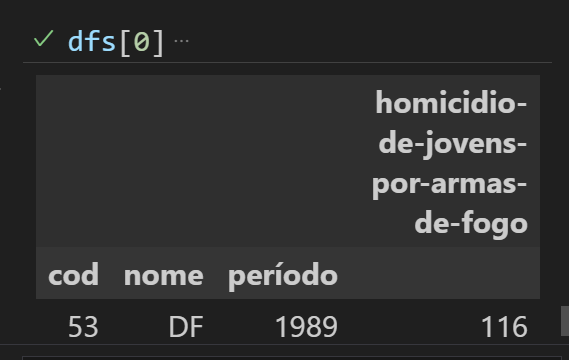 dfs[0] ...
homicidio-
de-jovens-
por-armas-
de-fogo
cod nome período
53 DF 1989 116